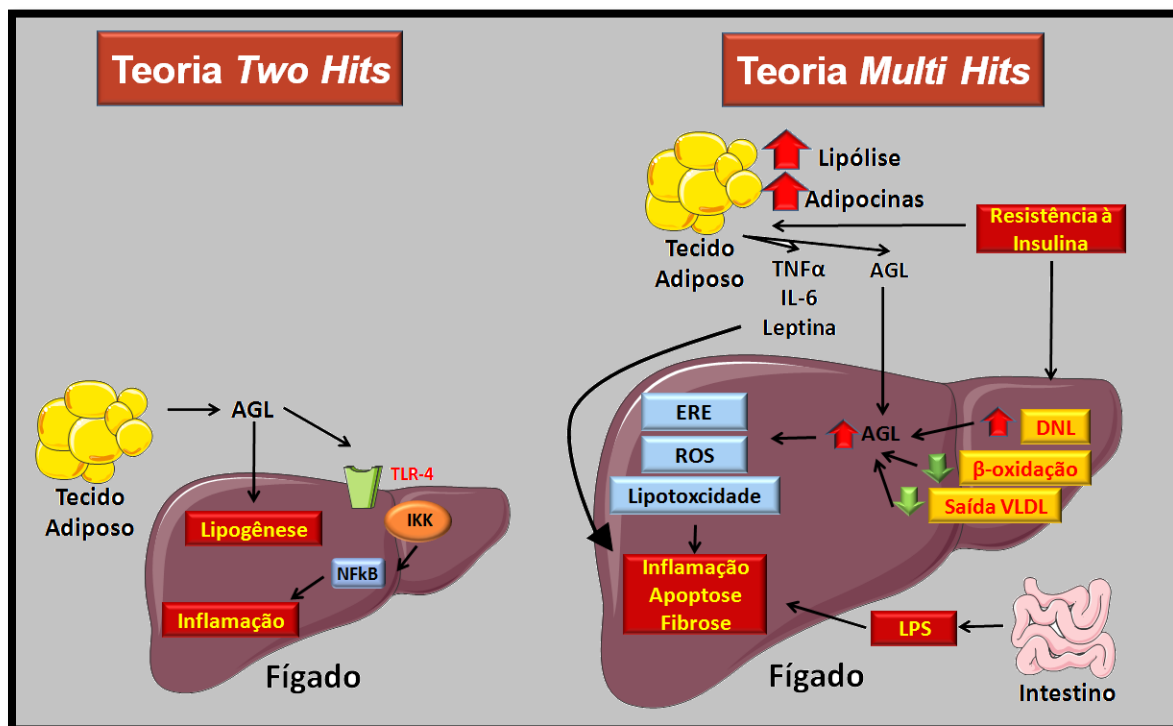 Teoria Two Hits
Tecido
Adiposo
AGL
TLR-4
Lipogênese
IKK
NFkB
Inflamação
Fígado
Teoria Multi Hits
Lipólise
Adipocinas
Tecido
Adiposo
Resistência à
Insulina
TNFα
IL-6
Leptina
AGL
ERE
ROS
Lipotoxcidade
AGL
DNL
β-oxidação
Saída VLDL
Inflamação
Apoptose
Fibrose
LPS
Fígado
Intestino